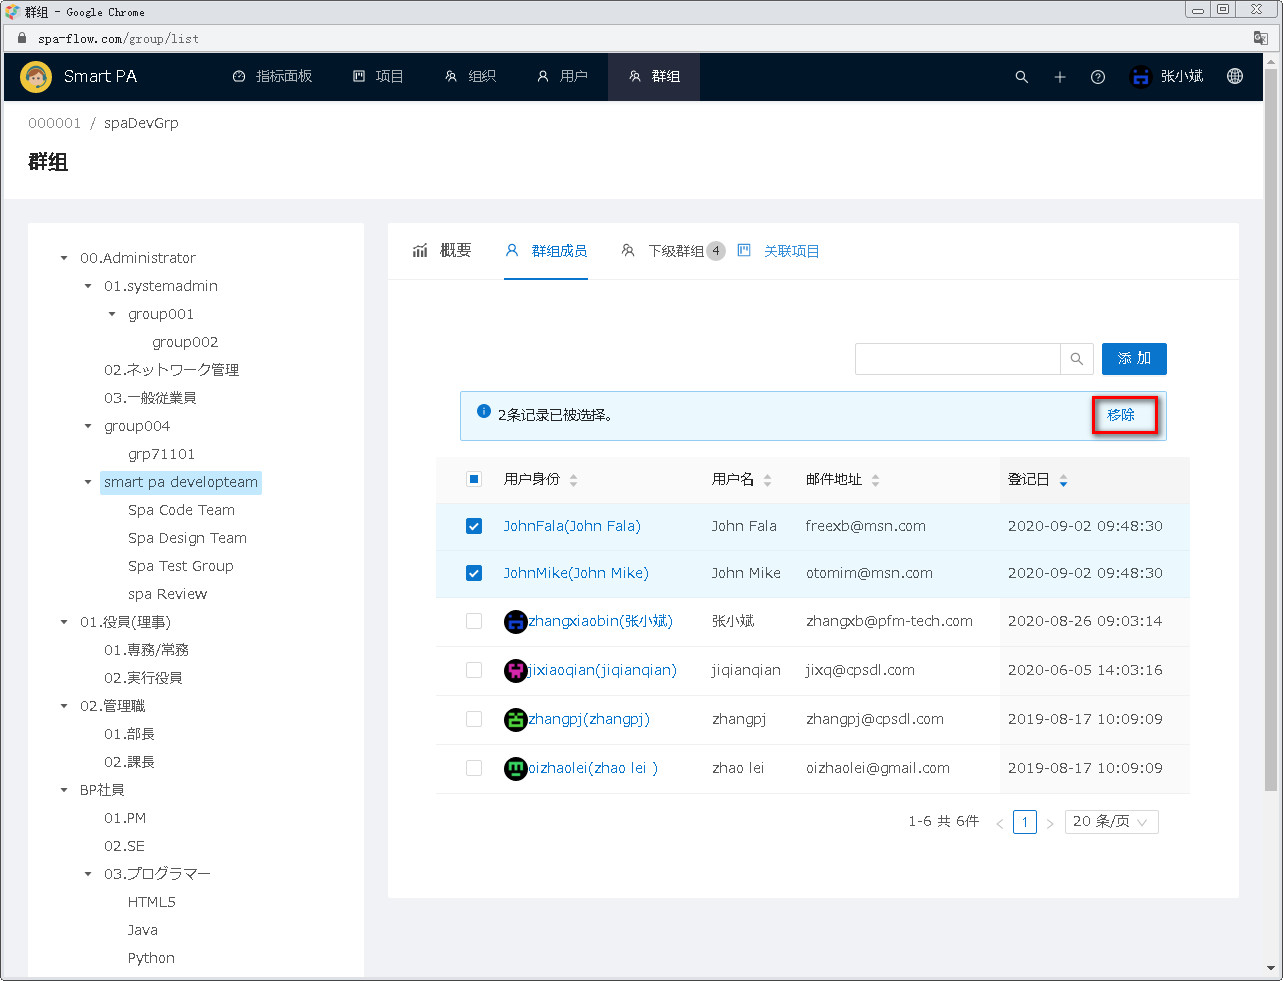 群组 - Google Chrome
spa-flow.com/group/list
Smart PA 指标面板 项目 组织 用户 群组 张小斌
000001 / spaDevGrp
群组
00.Administrator
01.systemadmin
group001
group002
02.ネットワーク管理
03.一般従業員
group004
grp71101
smart pa developteam
Spa Code Team
Spa Design Team
Spa Test Group
spa Review
01.役員(理事)
01.専務/常務
02.実行役員
02.管理職
01.部長
02.課長
BP社員
01.PM
02.SE
03.プログラマー
HTML5
Java
Python
概要 群组成员 下级群组 4 关联项目
添 加
2条记录已被选择。 移除
用户身份 用户名 邮件地址 登记日
JohnFala(John Fala) John Fala freexb@msn.com 2020-09-02 09:48:30
JohnMike(John Mike) John Mike otomim@msn.com 2020-09-02 09:48:30
zhangxiaobin(张小斌) 张小斌 zhangxb@pfm-tech.com 2020-08-26 09:03:14
jixiaoqian(jiqianqian) jiqianqian jixq@cpsdl.com 2020-06-05 14:03:16
zhangpj(zhangpj) zhangpj zhangpj@cpsdl.com 2019-08-17 10:09:09
oizhaolei(zhao lei ) zhao lei oizhaolei@gmail.com 2019-08-17 10:09:09
1-6 共 6件 < 1 > 20 条/页